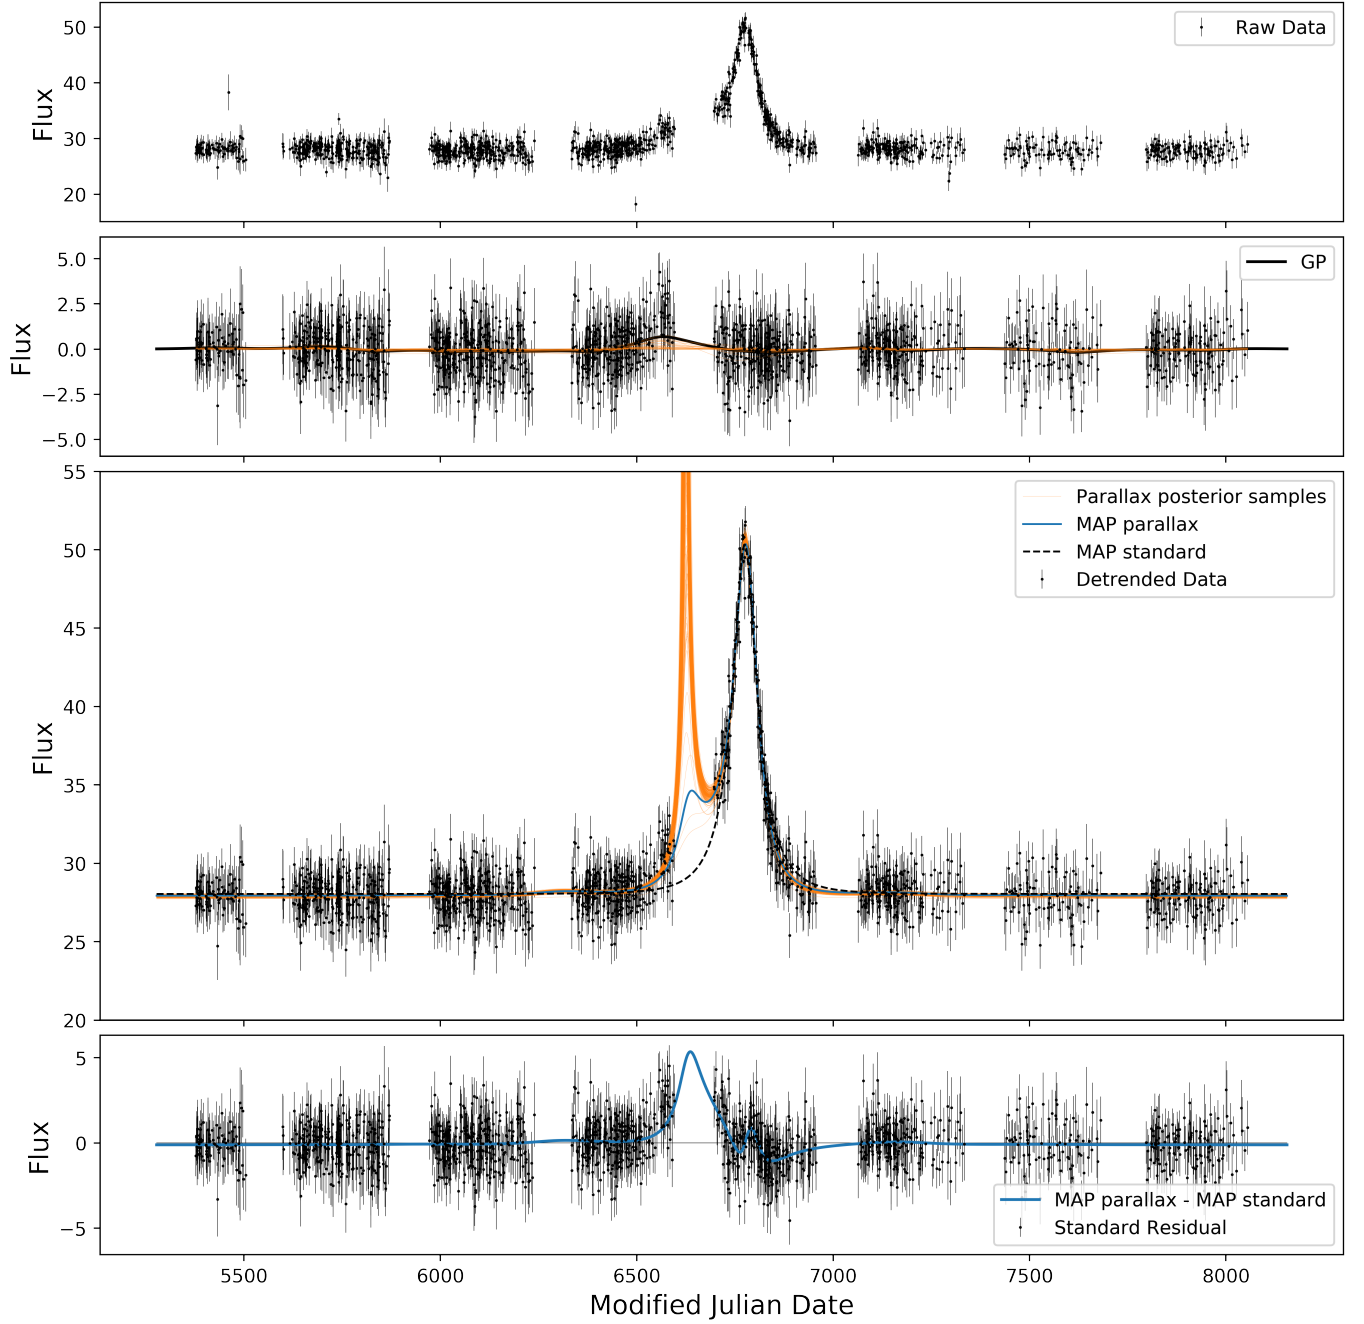 50
40
30
20
Flux
Raw Data
5.0
2.5
0.0
−2.5
−5.0
Flux
GP
55
50
45
40
35
30
25
20
Flux
Parallax posterior samples
MAP parallax
MAP standard
Detrended Data
5
0
−5
Flux
MAP parallax - MAP standard
Standard Residual
5500 6000 6500 7000 7500 8000
Modified Julian Date